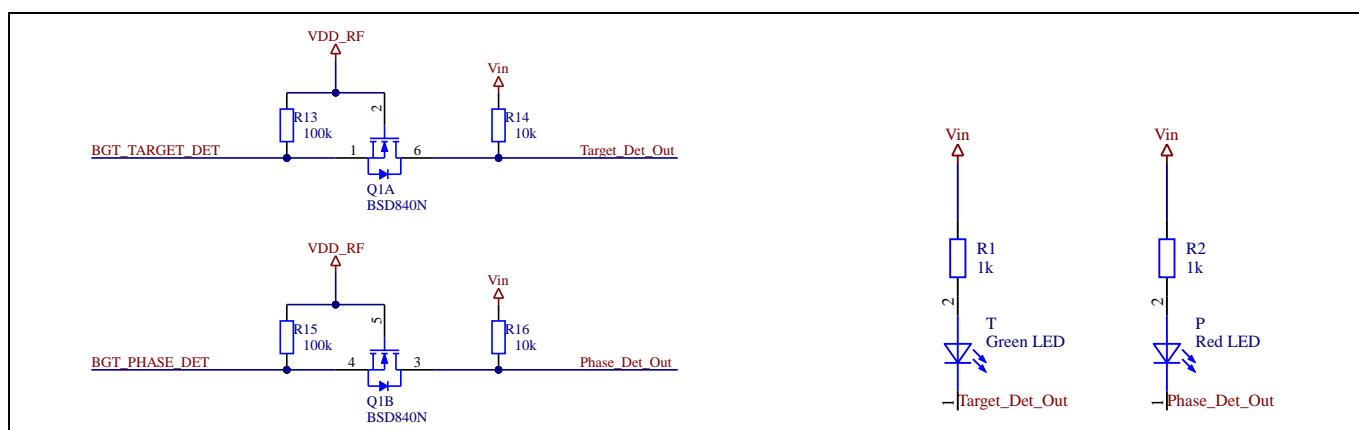 VDD_RF
Vin
R13
100k
2
R14
10k
BGT_TARGET_DET
1
6
Target_Det_Out
Q1A
BSD840N
VDD_RF
Vin
R15
100k
5
R16
10k
BGT_PHASE_DET
4
3
Phase_Det_Out
Q1B
BSD840N
Vin
R1
1k
2
T
Green LED
1
Target_Det_Out
Vin
R2
1k
2
P
Red LED
1
Phase_Det_Out